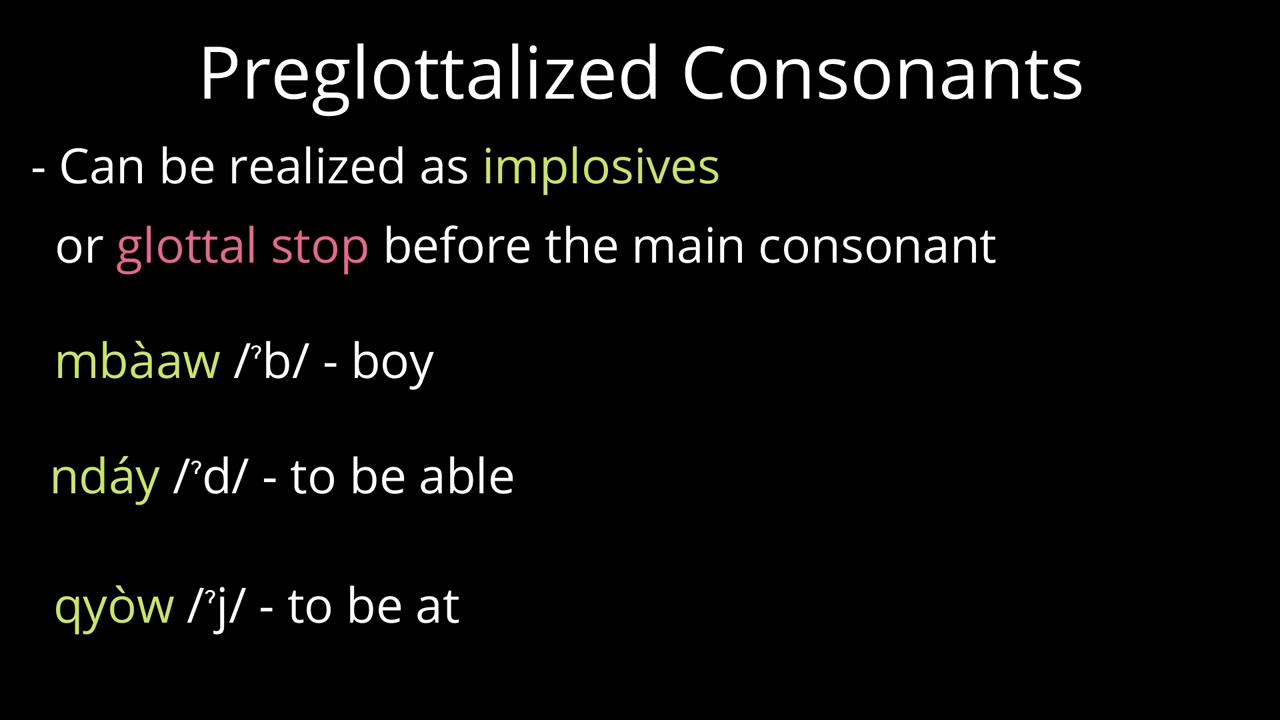 Preglottalized Consonants
- Can be realized as implosives
or glottal stop before the main consonant
mbàaw /ˀb/ - boy
ndáy /ˀd/ - to be able
qyòw /ˀj/ - to be at